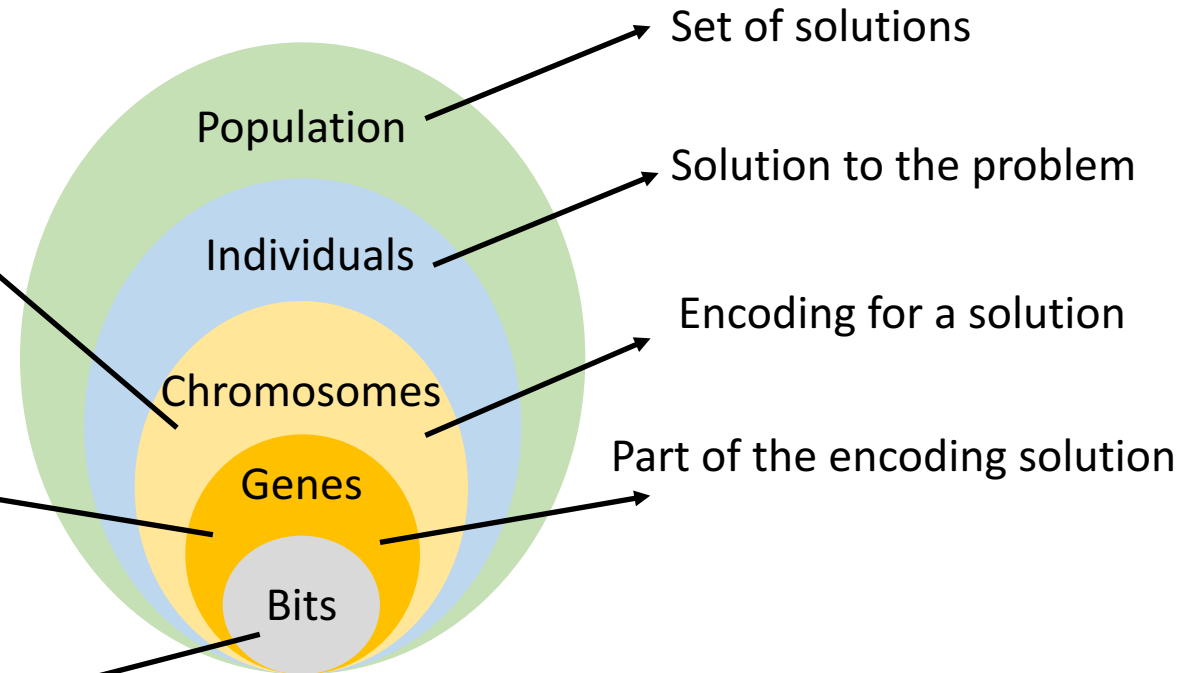 Set of solutions
Population
Solution to the problem
Individuals
Encoding for a solution
Chromosomes
Part of the encoding solution
Genes
Bits